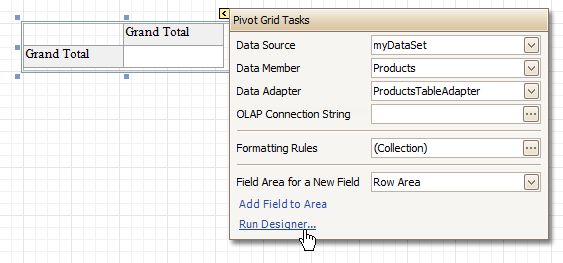 Pivot Grid Tasks
Grand Total
Grand Total
Data Source myDataSet
Data Member Products
Data Adapter ProductsTableAdapter
OLAP Connection String
Formatting Rules (Collection)
Field Area for a New Field Row Area
Add Field to Area
Run Designer...